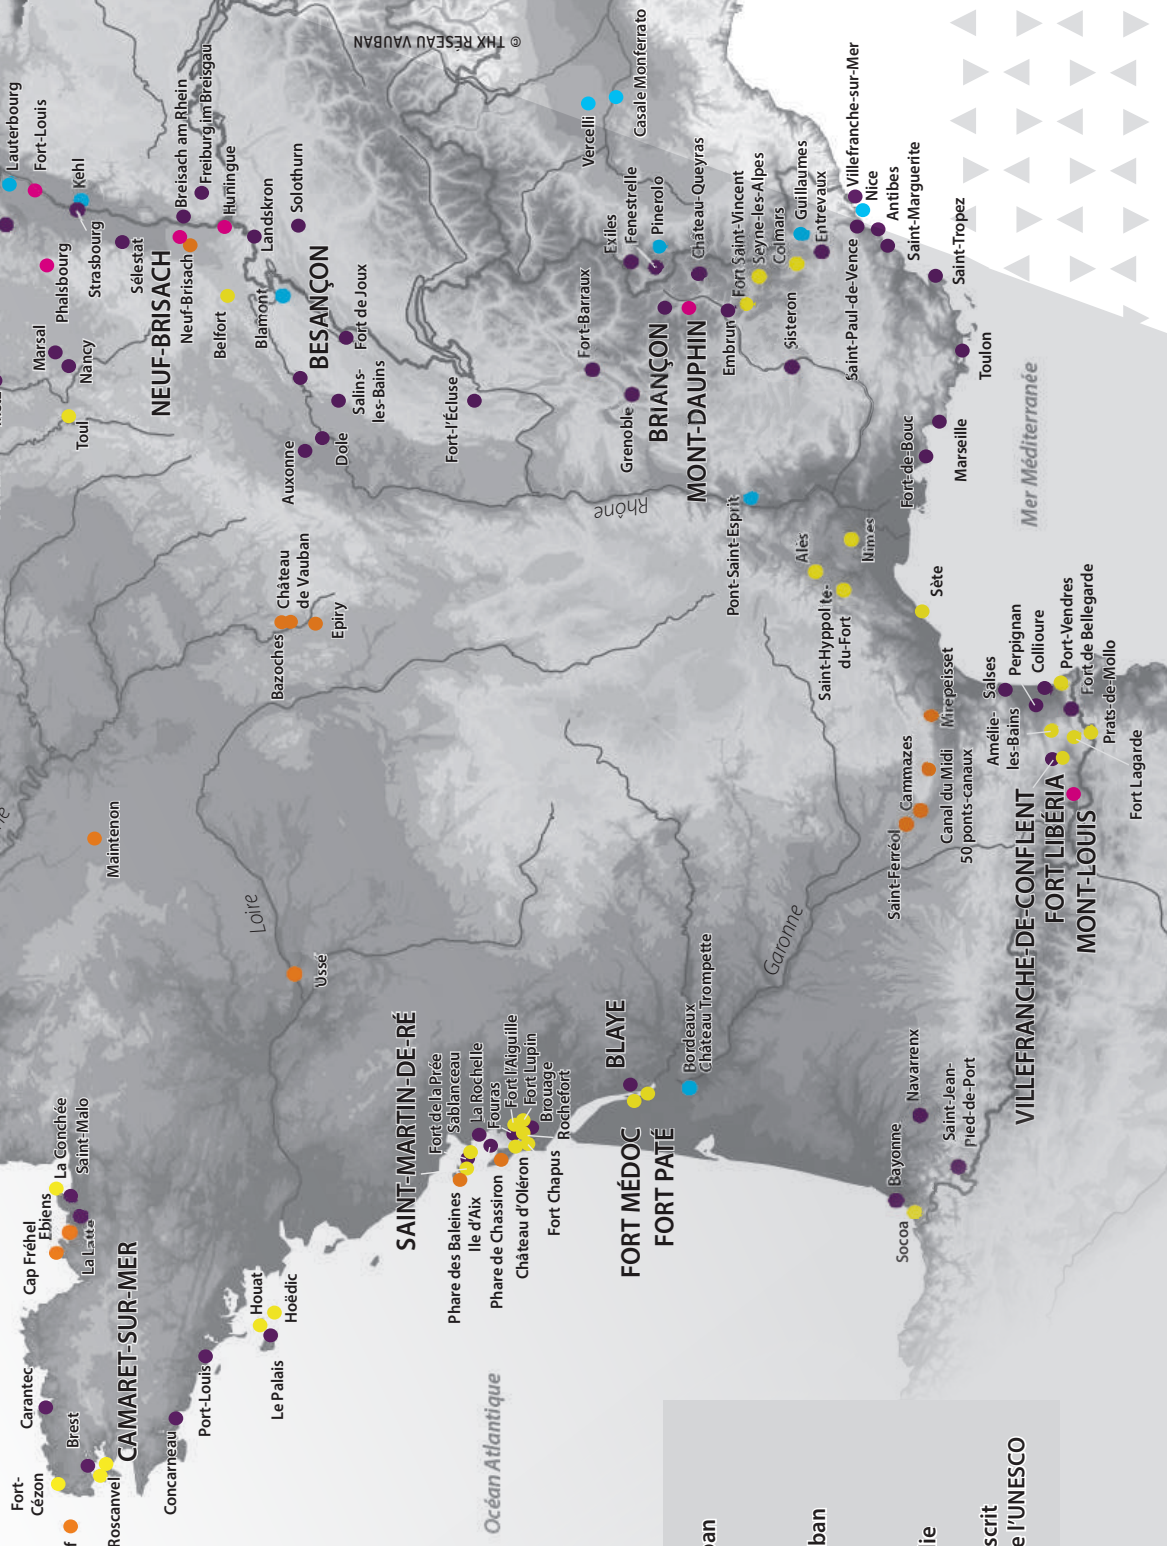 Lauterbourg
Fort-Louis
Kehl
Phalsbourg
Strasbourg
Sélestat
Marsal
Nancy
Toul
NEUF-BRISACH
Neuf-Brisach
Breisach am Rhein
Freiburg im Breisgau
Huningue
Landskron
Solothurn
Belfort
Blamont
BESANÇON
Fort de Joux
Salins-
les-Bains
Dole
Auxonne
Fort-l'Écluse
© THX RÉSEAU VAUBAN
Vercelli
Casale Monferrato
Exiles
Fenestrelle
Pinerolo
Château-Queyras
Fort-Barraux
Grenoble
BRIANÇON
MONT-DAUPHIN
Embrun
Fort Saint-Vincent
Seyne-les-Alpes
Colmars
Guillaumes
Entrevaux
Sisteron
Saint-Paul-de-Vence
Villefranche-sur-Mer
Nice
Antibes
Saint-Marguerite
Saint-Tropez
Toulon
Marseille
Fort-de-Bouc
Mer Méditerranée
Rhône
Pont-Saint-Esprit
Alès
Nimes
Saint-Hyppolite-
du-Fort
Sète
Château
de Vauban
Bazoches
Epiry
Maintenon
Loire
Ussé
Garonne
Mirepeisset
Cammazes
Canal du Midi
50 ponts-canaux
Saint-Ferréol
Salses
Perpignan
Collioure
Port-Vendres
Fort de Bellegarde
Prats-de-Mollo
Amélie-
les-Bains
Fort Lagarde
VILLEFRANCHE-DE-CONFLENT
FORT LIBÉRIA
MONT-LOUIS
Navarrenx
Saint-Jean-
Pied-de-Port
Bayonne
Socoa
Bordeaux
Château Trompette
BLAYE
FORT MÉDOC
FORT PATÉ
SAINT-MARTIN-DE-RÉ
Fort de la Prée
Sablanceau
La Rochelle
Fouras
Fort l'Aiguille
Fort Lupin
Brouage
Rochefort
Phare des Baleines
Ile d'Aix
Phare de Chassiron
Château d'Oléron
Fort Chapus
La Conchée
Saint-Malo
Ebiens
Cap Fréhel
La Latte
CAMARET-SUR-MER
Houat
Hoëdic
Le Palais
Port-Louis
Concarneau
Carantec
Brest
Fort-
Cézon
Roscanvel
Océan Atlantique
scrit
e l'UNESCO